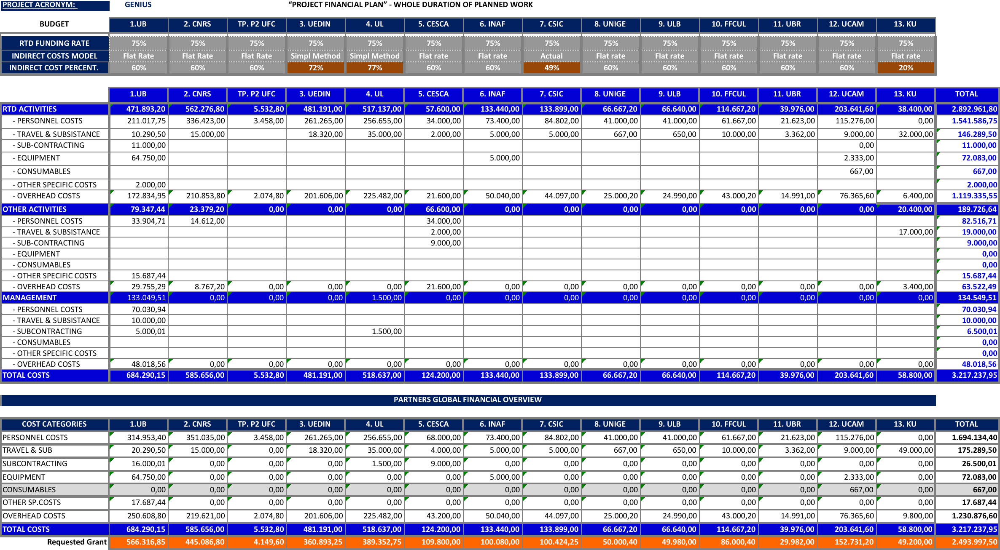 PROJECT ACRONYM: GENIUS “PROJECT FINANCIAL PLAN” - WHOLE DURATION OF PLANNED WORK
BUDGET 1.UB 2. CNRS TP. P2 UFC 3. UEDIN 4. UL 5. CESCA 6. INAF 7. CSIC 8. UNIGE 9. ULB 10. FFCUL 11. UBR 12. UCAM 13. KU
RTD FUNDING RATE 75% 75% 75% 75% 75% 75% 75% 75% 75% 75% 75% 75% 75% 75%
INDIRECT COSTS MODEL Flat Rate Flat Rate Flat Rate Simpl Method Simpl Method Flat rate Flat rate Actual Flat rate Flat rate Flat rate Flat rate Flat rate Flat rate
INDIRECT COST PERCENT. 60% 60% 60% 72% 77% 60% 60% 49% 60% 60% 60% 60% 60% 20%
1.UB 2. CNRS TP. P2 UFC 3. UEDIN 4. UL 5. CESCA 6. INAF 7. CSIC 8. UNIGE 9. ULB 10. FFCUL 11. UBR 12. UCAM 13. KU TOTAL
RTD ACTIVITIES 471.893,20 562.276,80 5.532,80 481.191,00 517.137,00 57.600,00 133.440,00 133.899,00 66.667,20 66.640,00 114.667,20 39.976,00 203.641,60 38.400,00 2.892.961,80
- PERSONNEL COSTS 211.017,75 336.423,00 3.458,00 261.265,00 256.655,00 34.000,00 73.400,00 84.802,00 41.000,00 41.000,00 61.667,00 21.623,00 115.276,00 0,00 1.541.586,75
- TRAVEL & SUBSISTANCE 10.290,50 15.000,00 18.320,00 35.000,00 2.000,00 5.000,00 5.000,00 667,00 650,00 10.000,00 3.362,00 9.000,00 32.000,00 146.289,50
- SUB-CONTRACTING 11.000,00 0,00 11.000,00
- EQUIPMENT 64.750,00 5.000,00 2.333,00 72.083,00
- CONSUMABLES 667,00 667,00
- OTHER SPECIFIC COSTS 2.000,00 2.000,00
- OVERHEAD COSTS 172.834,95 210.853,80 2.074,80 201.606,00 225.482,00 21.600,00 50.040,00 44.097,00 25.000,20 24.990,00 43.000,20 14.991,00 76.365,60 6.400,00 1.119.335,55
OTHER ACTIVITIES 79.347,44 23.379,20 0,00 0,00 0,00 66.600,00 0,00 0,00 0,00 0,00 0,00 0,00 0,00 20.400,00 189.726,64
- PERSONNEL COSTS 33.904,71 14.612,00 34.000,00 82.516,71
- TRAVEL & SUBSISTANCE 2.000,00 17.000,00 19.000,00
- SUB-CONTRACTING 9.000,00 9.000,00
- EQUIPMENT 0,00
- CONSUMABLES 0,00
- OTHER SPECIFIC COSTS 15.687,44 15.687,44
- OVERHEAD COSTS 29.755,29 8.767,20 0,00 0,00 0,00 21.600,00 0,00 0,00 0,00 0,00 0,00 0,00 0,00 3.400,00 63.522,49
MANAGEMENT 133.049,51 0,00 0,00 0,00 1.500,00 0,00 0,00 0,00 0,00 0,00 0,00 0,00 0,00 0,00 134.549,51
- PERSONNEL COSTS 70.030,94 70.030,94
- TRAVEL & SUBSISTANCE 10.000,00 10.000,00
- SUBCONTRACTING 5.000,01 1.500,00 6.500,01
- CONSUMABLES 0,00
- OTHER SPECIFIC COSTS 0,00
- OVERHEAD COSTS 48.018,56 0,00 0,00 0,00 0,00 0,00 0,00 0,00 0,00 0,00 0,00 0,00 0,00 0,00 48.018,56
TOTAL COSTS 684.290,15 585.656,00 5.532,80 481.191,00 518.637,00 124.200,00 133.440,00 133.899,00 66.667,20 66.640,00 114.667,20 39.976,00 203.641,60 58.800,00 3.217.237,95
PARTNERS GLOBAL FINANCIAL OVERVIEW
COST CATEGORIES 1.UB 2. CNRS TP. P2 UFC 3. UEDIN 4. UL 5. CESCA 6. INAF 7. CSIC 8. UNIGE 9. ULB 10. FFCUL 11. UBR 12. UCAM 13. KU TOTAL
PERSONNEL COSTS 314.953,40 351.035,00 3.458,00 261.265,00 256.655,00 68.000,00 73.400,00 84.802,00 41.000,00 41.000,00 61.667,00 21.623,00 115.276,00 0,00 1.694.134,40
TRAVEL & SUB 20.290,50 15.000,00 0,00 18.320,00 35.000,00 4.000,00 5.000,00 5.000,00 667,00 650,00 10.000,00 3.362,00 9.000,00 49.000,00 175.289,50
SUBCONTRACTING 16.000,01 0,00 0,00 0,00 1.500,00 9.000,00 0,00 0,00 0,00 0,00 0,00 0,00 0,00 0,00 26.500,01
EQUIPMENT 64.750,00 0,00 0,00 0,00 0,00 0,00 5.000,00 0,00 0,00 0,00 0,00 0,00 2.333,00 0,00 72.083,00
CONSUMABLES 0,00 0,00 0,00 0,00 0,00 0,00 0,00 0,00 0,00 0,00 0,00 0,00 667,00 0,00 667,00
OTHER SP.COSTS 17.687,44 0,00 0,00 0,00 0,00 0,00 0,00 0,00 0,00 0,00 0,00 0,00 0,00 0,00 17.687,44
OVERHEAD COSTS 250.608,80 219.621,00 2.074,80 201.606,00 225.482,00 43.200,00 50.040,00 44.097,00 25.000,20 24.990,00 43.000,20 14.991,00 76.365,60 9.800,00 1.230.876,60
TOTAL COSTS 684.290,15 585.656,00 5.532,80 481.191,00 518.637,00 124.200,00 133.440,00 133.899,00 66.667,20 66.640,00 114.667,20 39.976,00 203.641,60 58.800,00 3.217.237,95
Requested Grant 566.316,85 445.086,80 4.149,60 360.893,25 389.352,75 109.800,00 100.080,00 100.424,25 50.000,40 49.980,00 86.000,40 29.982,00 152.731,20 49.200,00 2.493.997,50